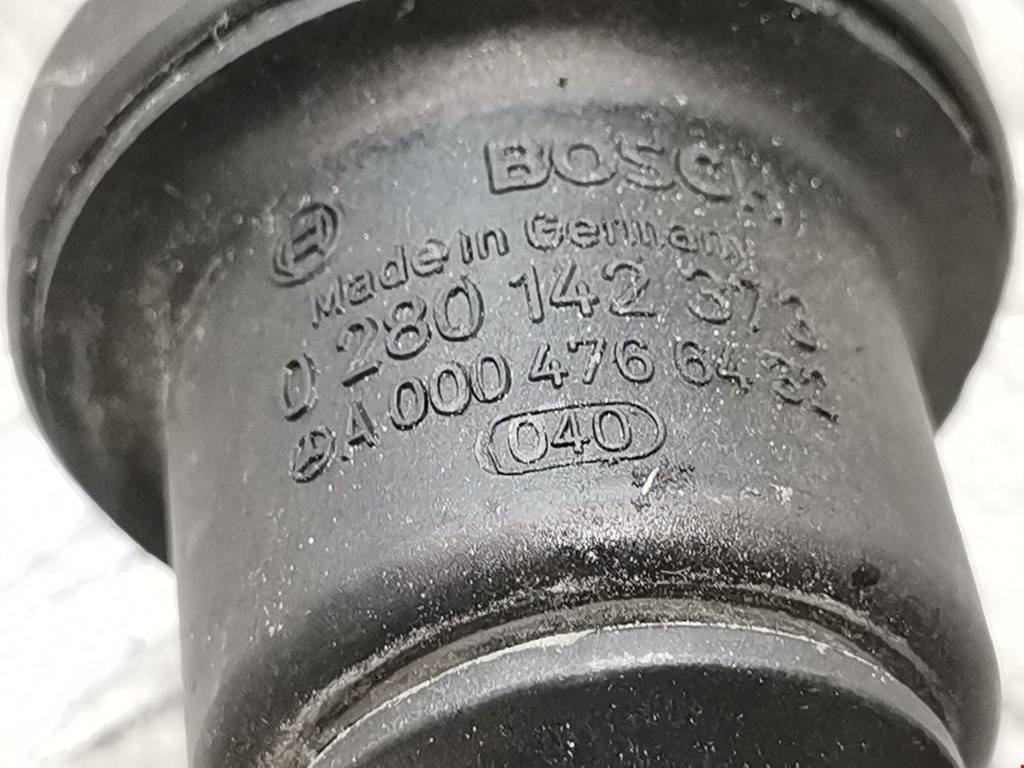 BOSCH
Made in Germany
0 280 142
A 000 476 64
040